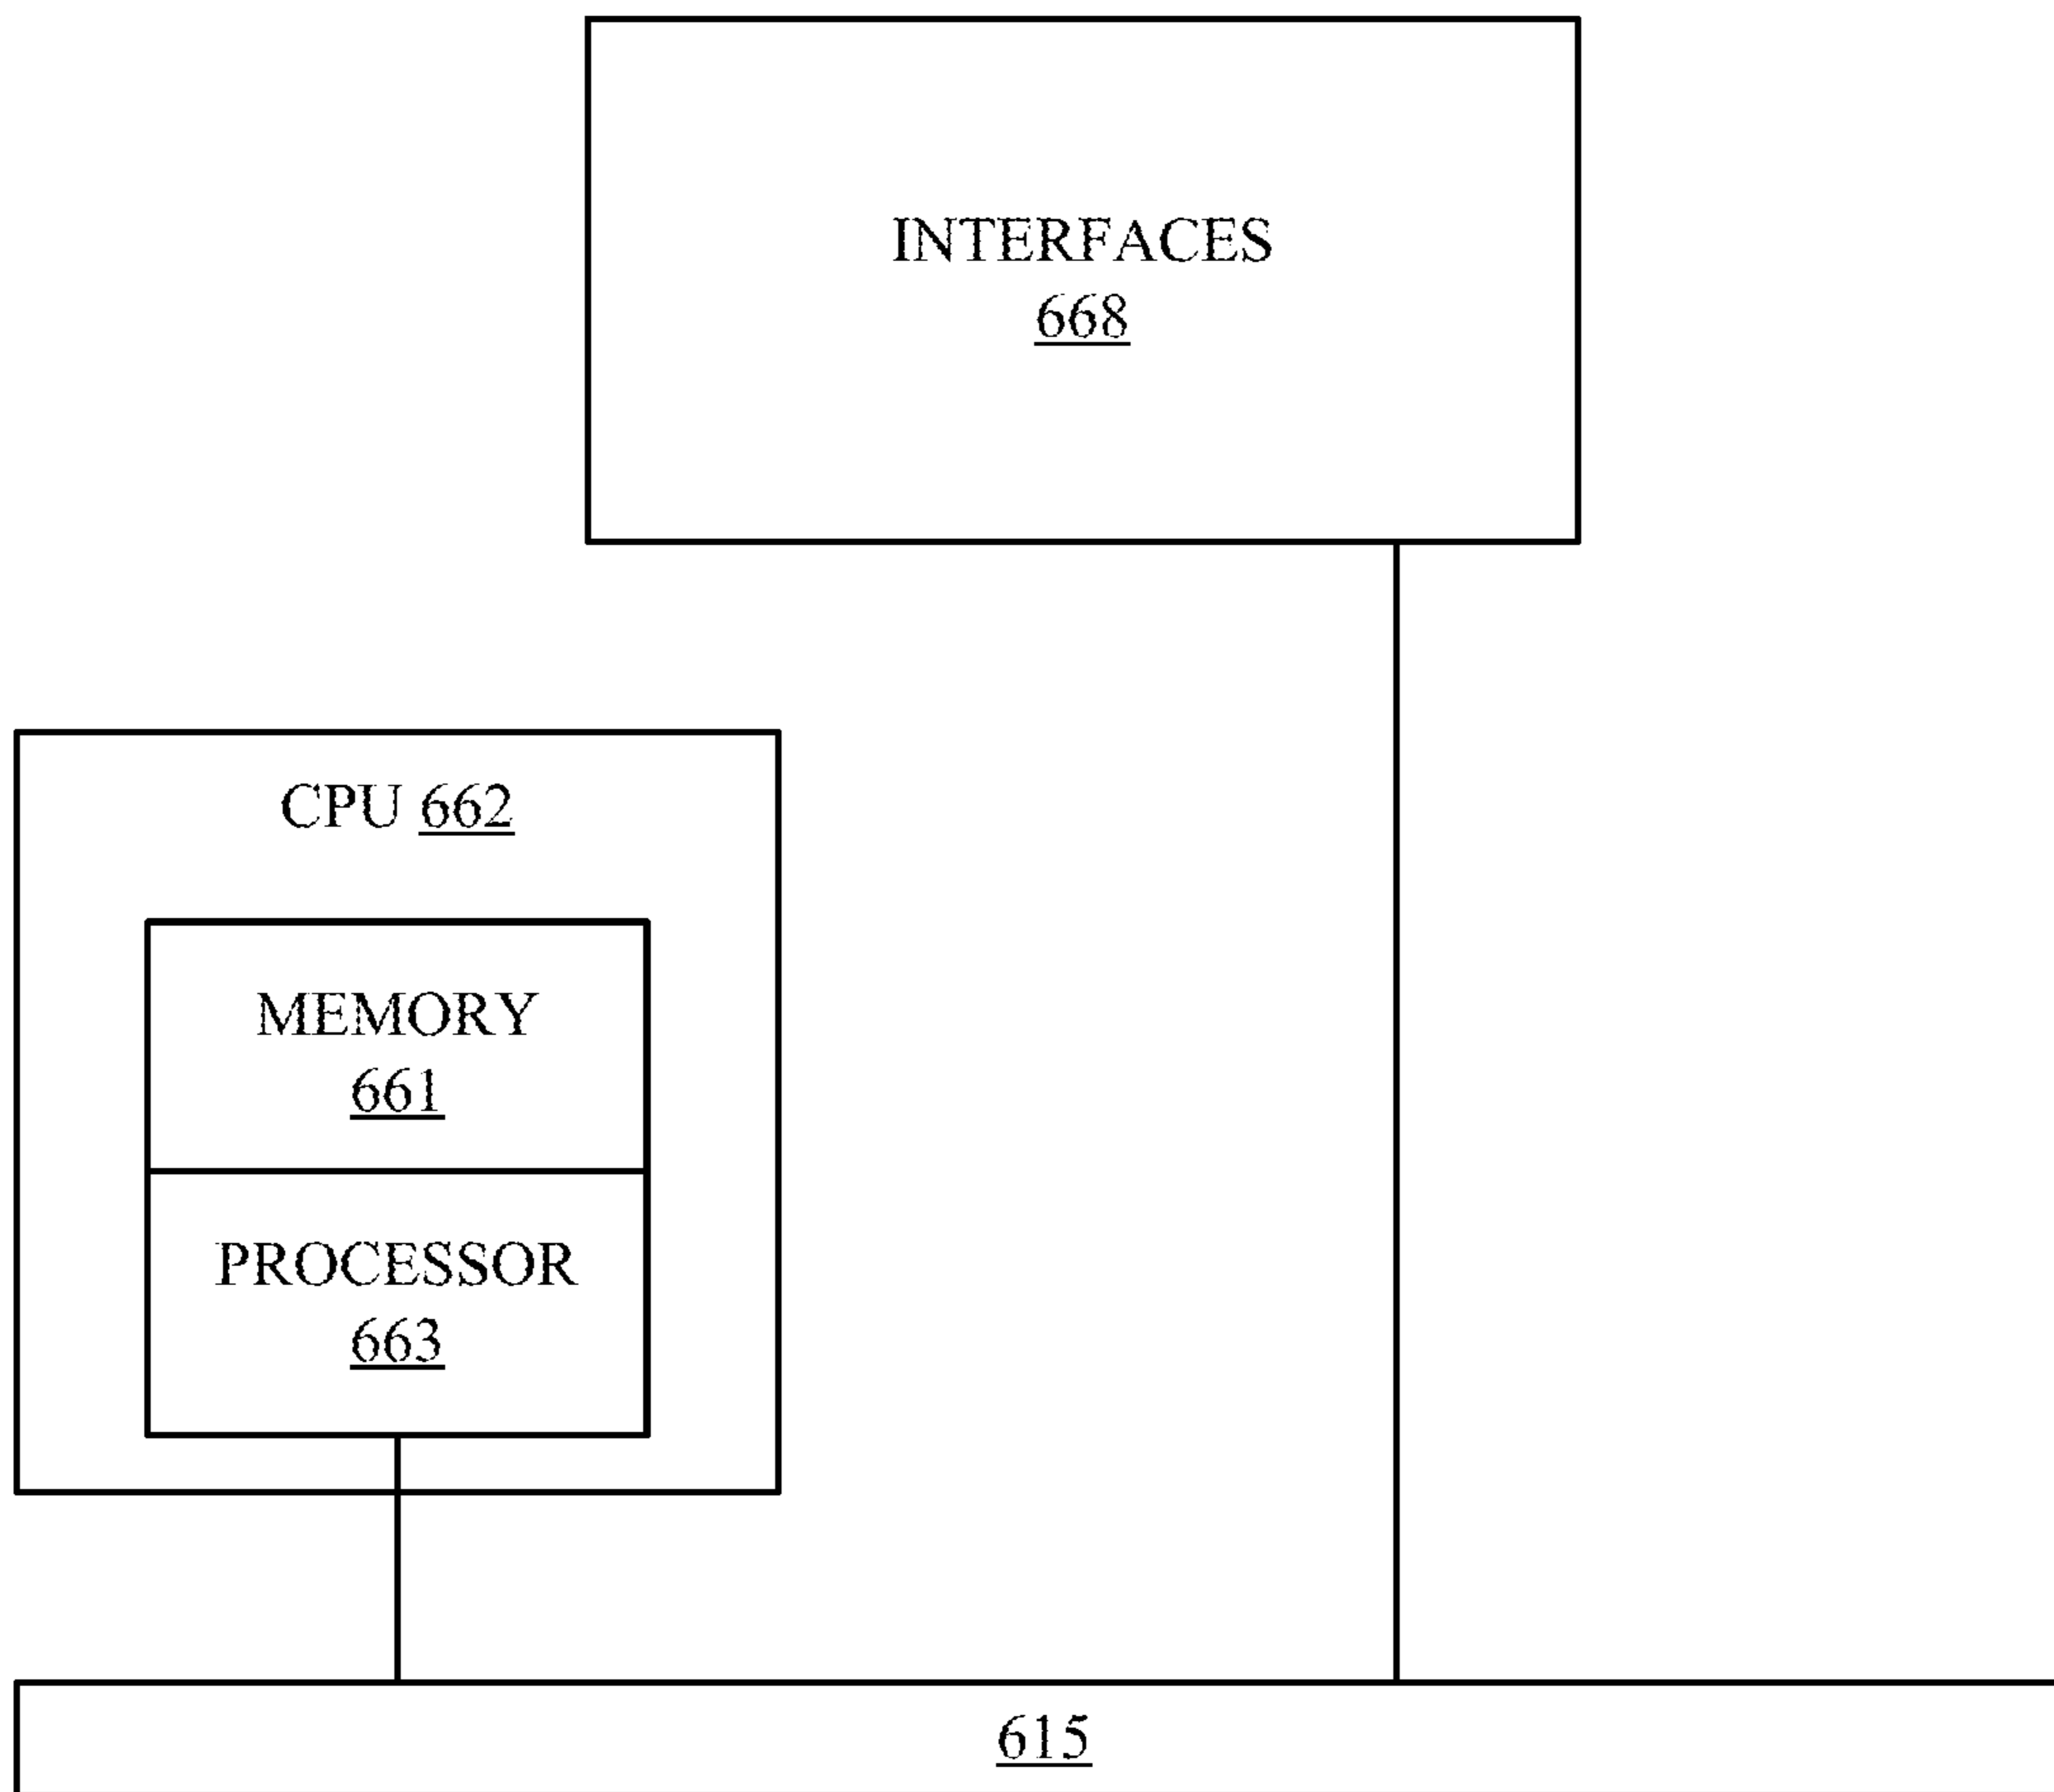 INTERFACES
668
CPU 662
MEMORY
661
PROCESSOR
663
615